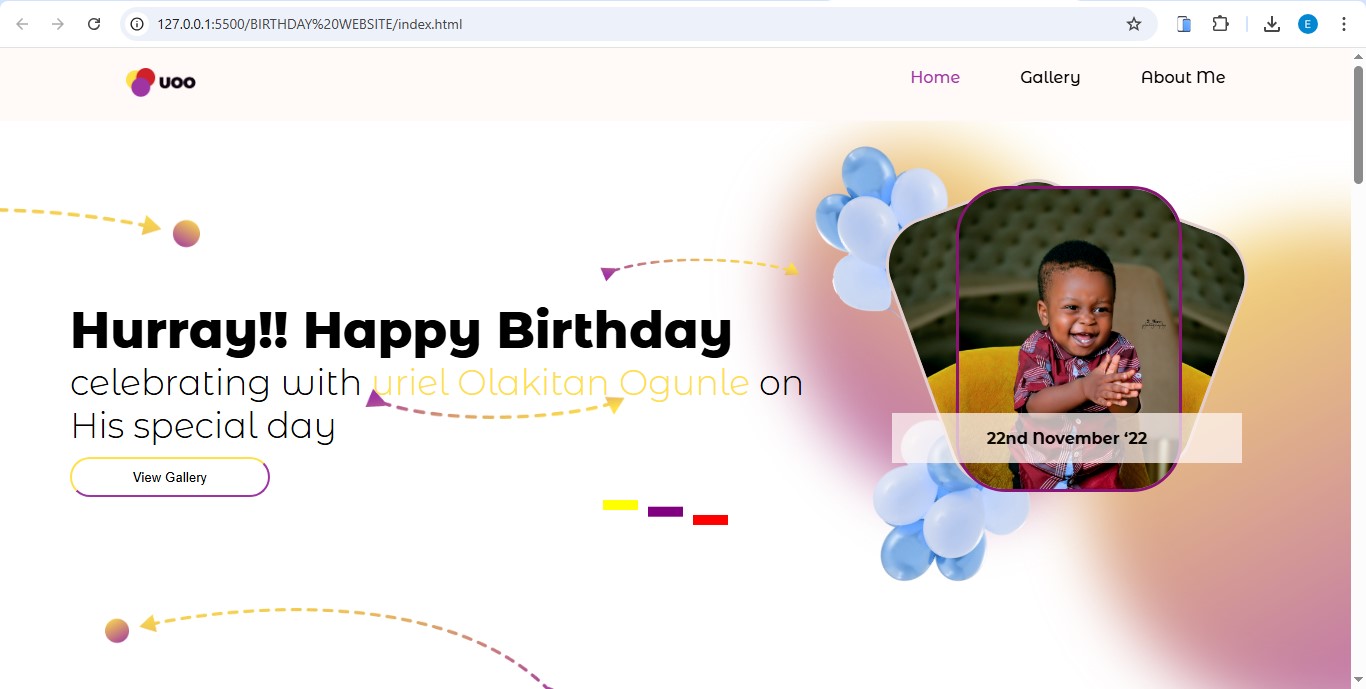 127.0.0.1:5500/BIRTHDAY%20WEBSITE/index.html
E
UOO
Home Gallery About Me
Hurray!! Happy Birthday
celebrating with uriel Olakitan Ogunle on
His special day
View Gallery
22nd November ‘22